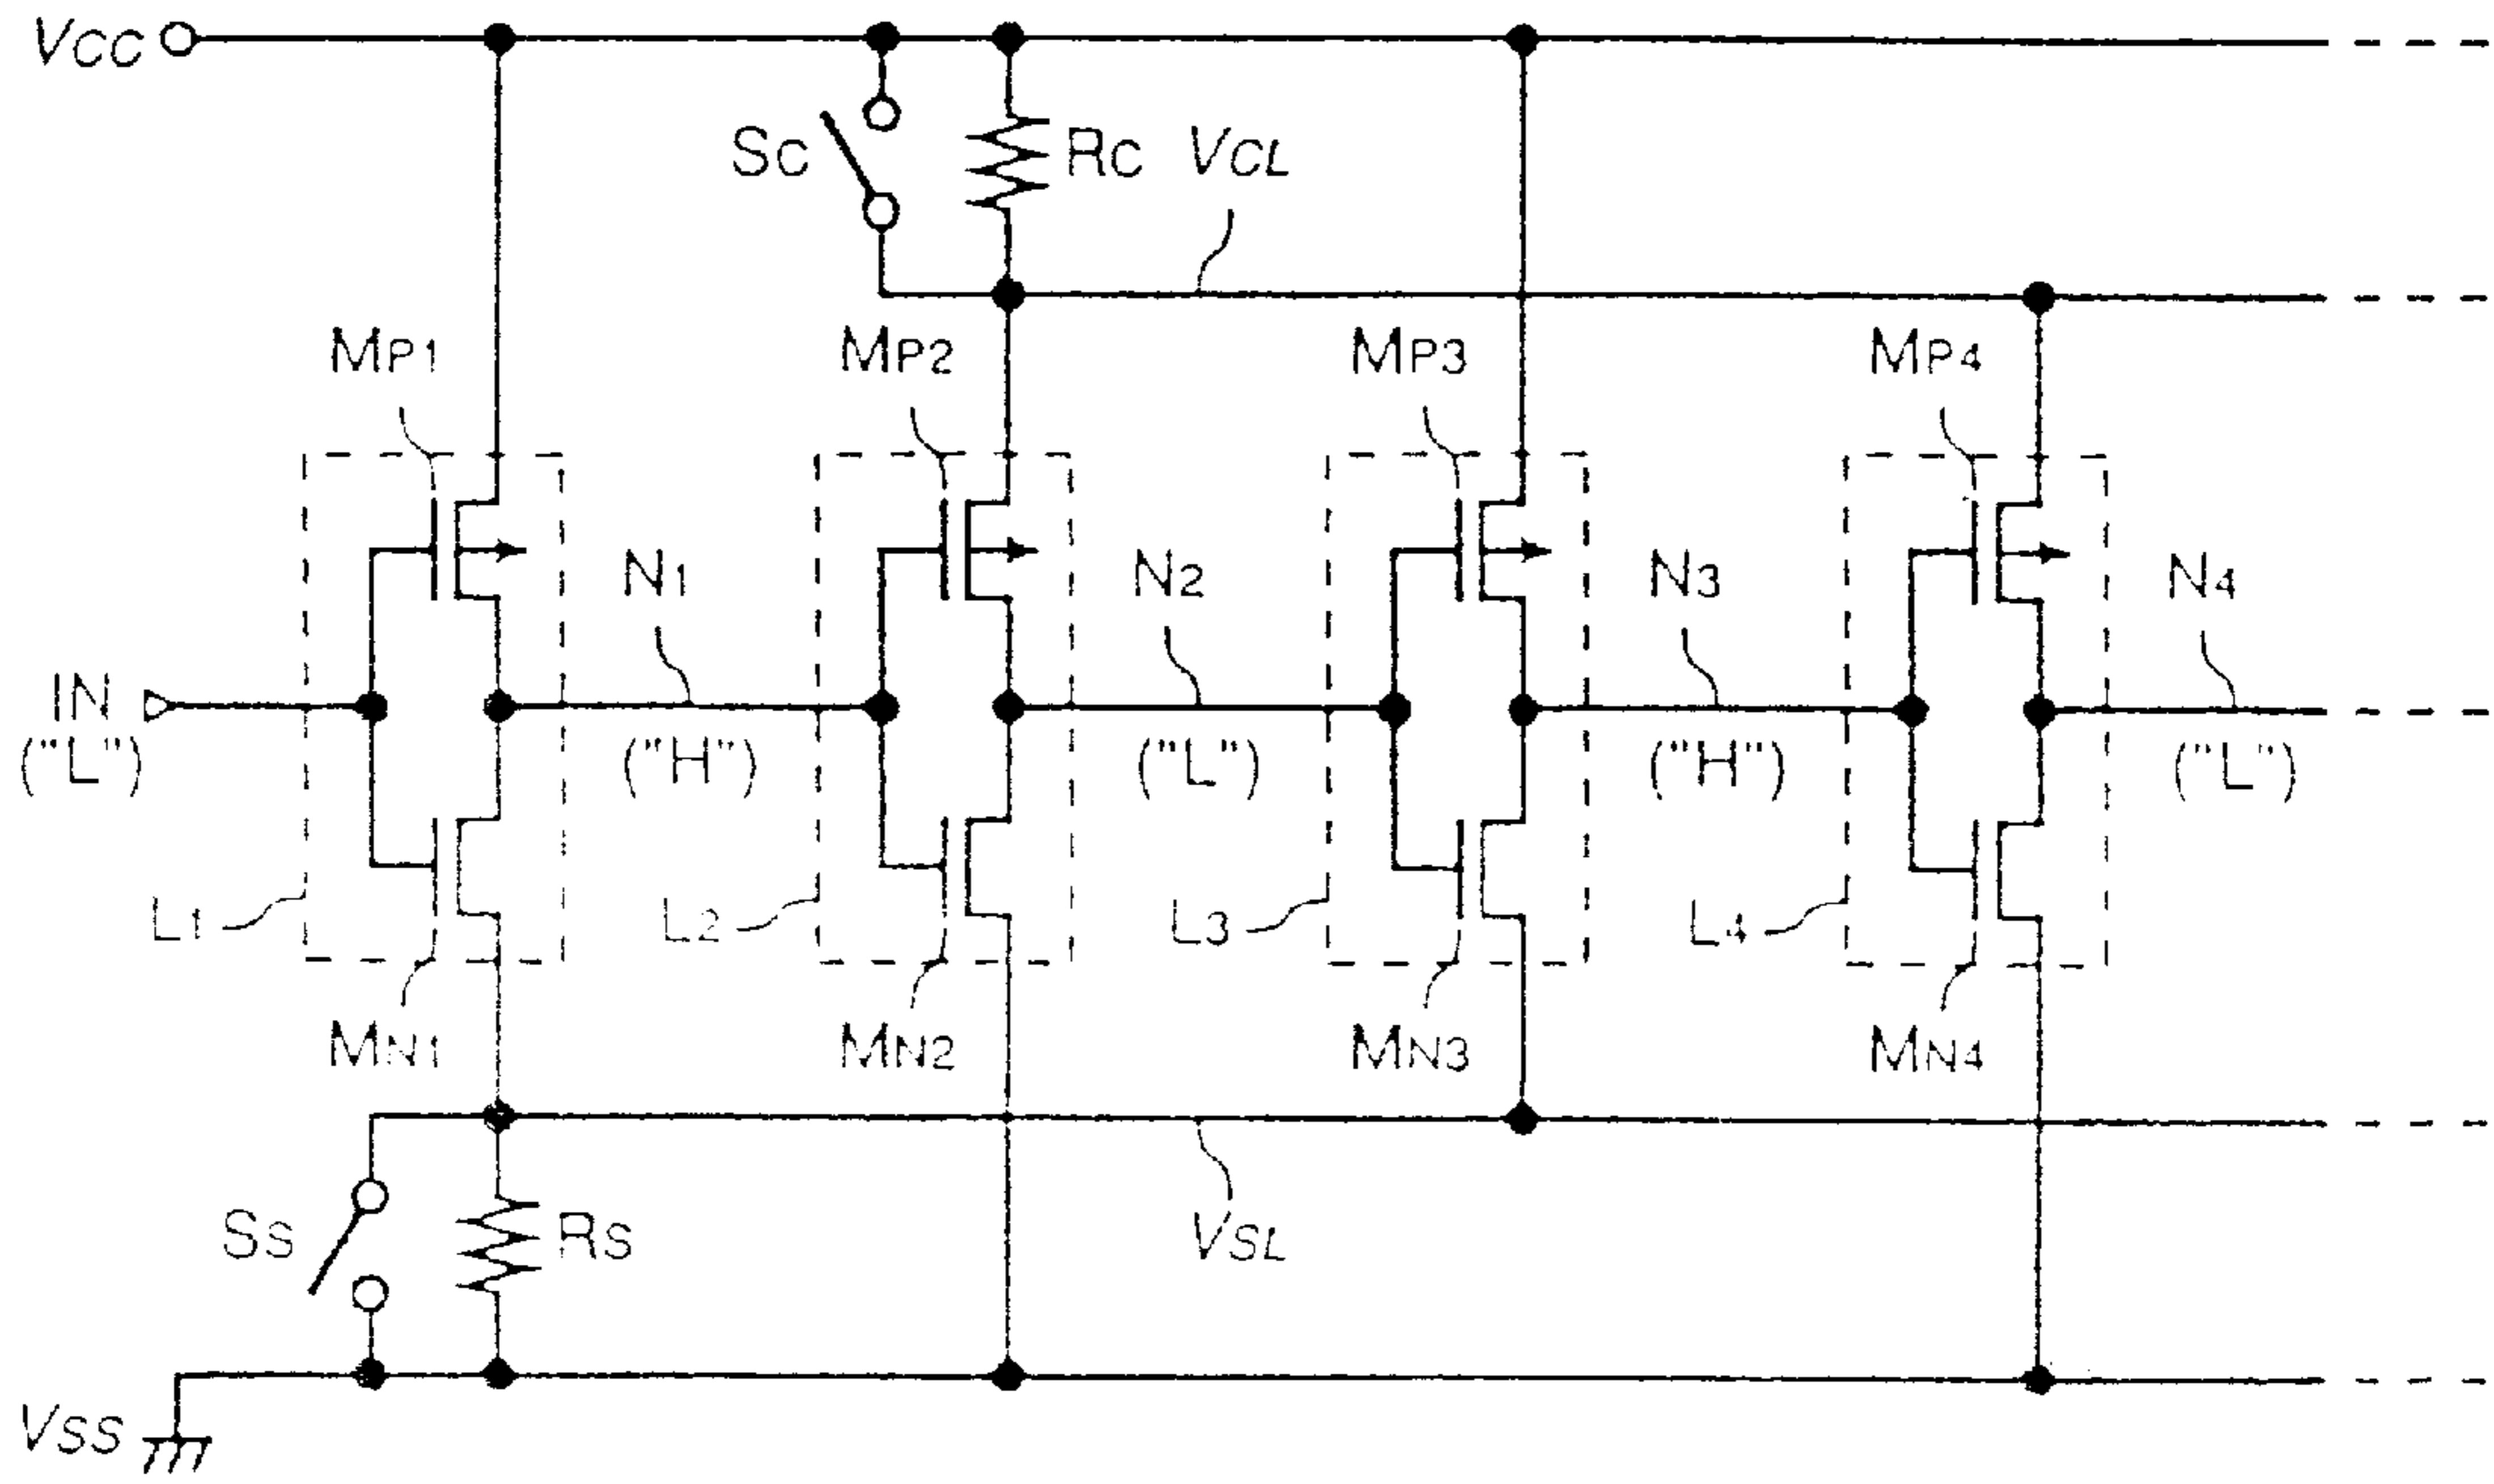 VCC
SC
RC
VCL
MP1
MP2
MP3
MP4
N1
N2
N3
N4
IN
("L")
("H")
("L")
("H")
("L")
L1
L2
L3
L4
MN1
MN2
MN3
MN4
SS
RS
VSL
VSS